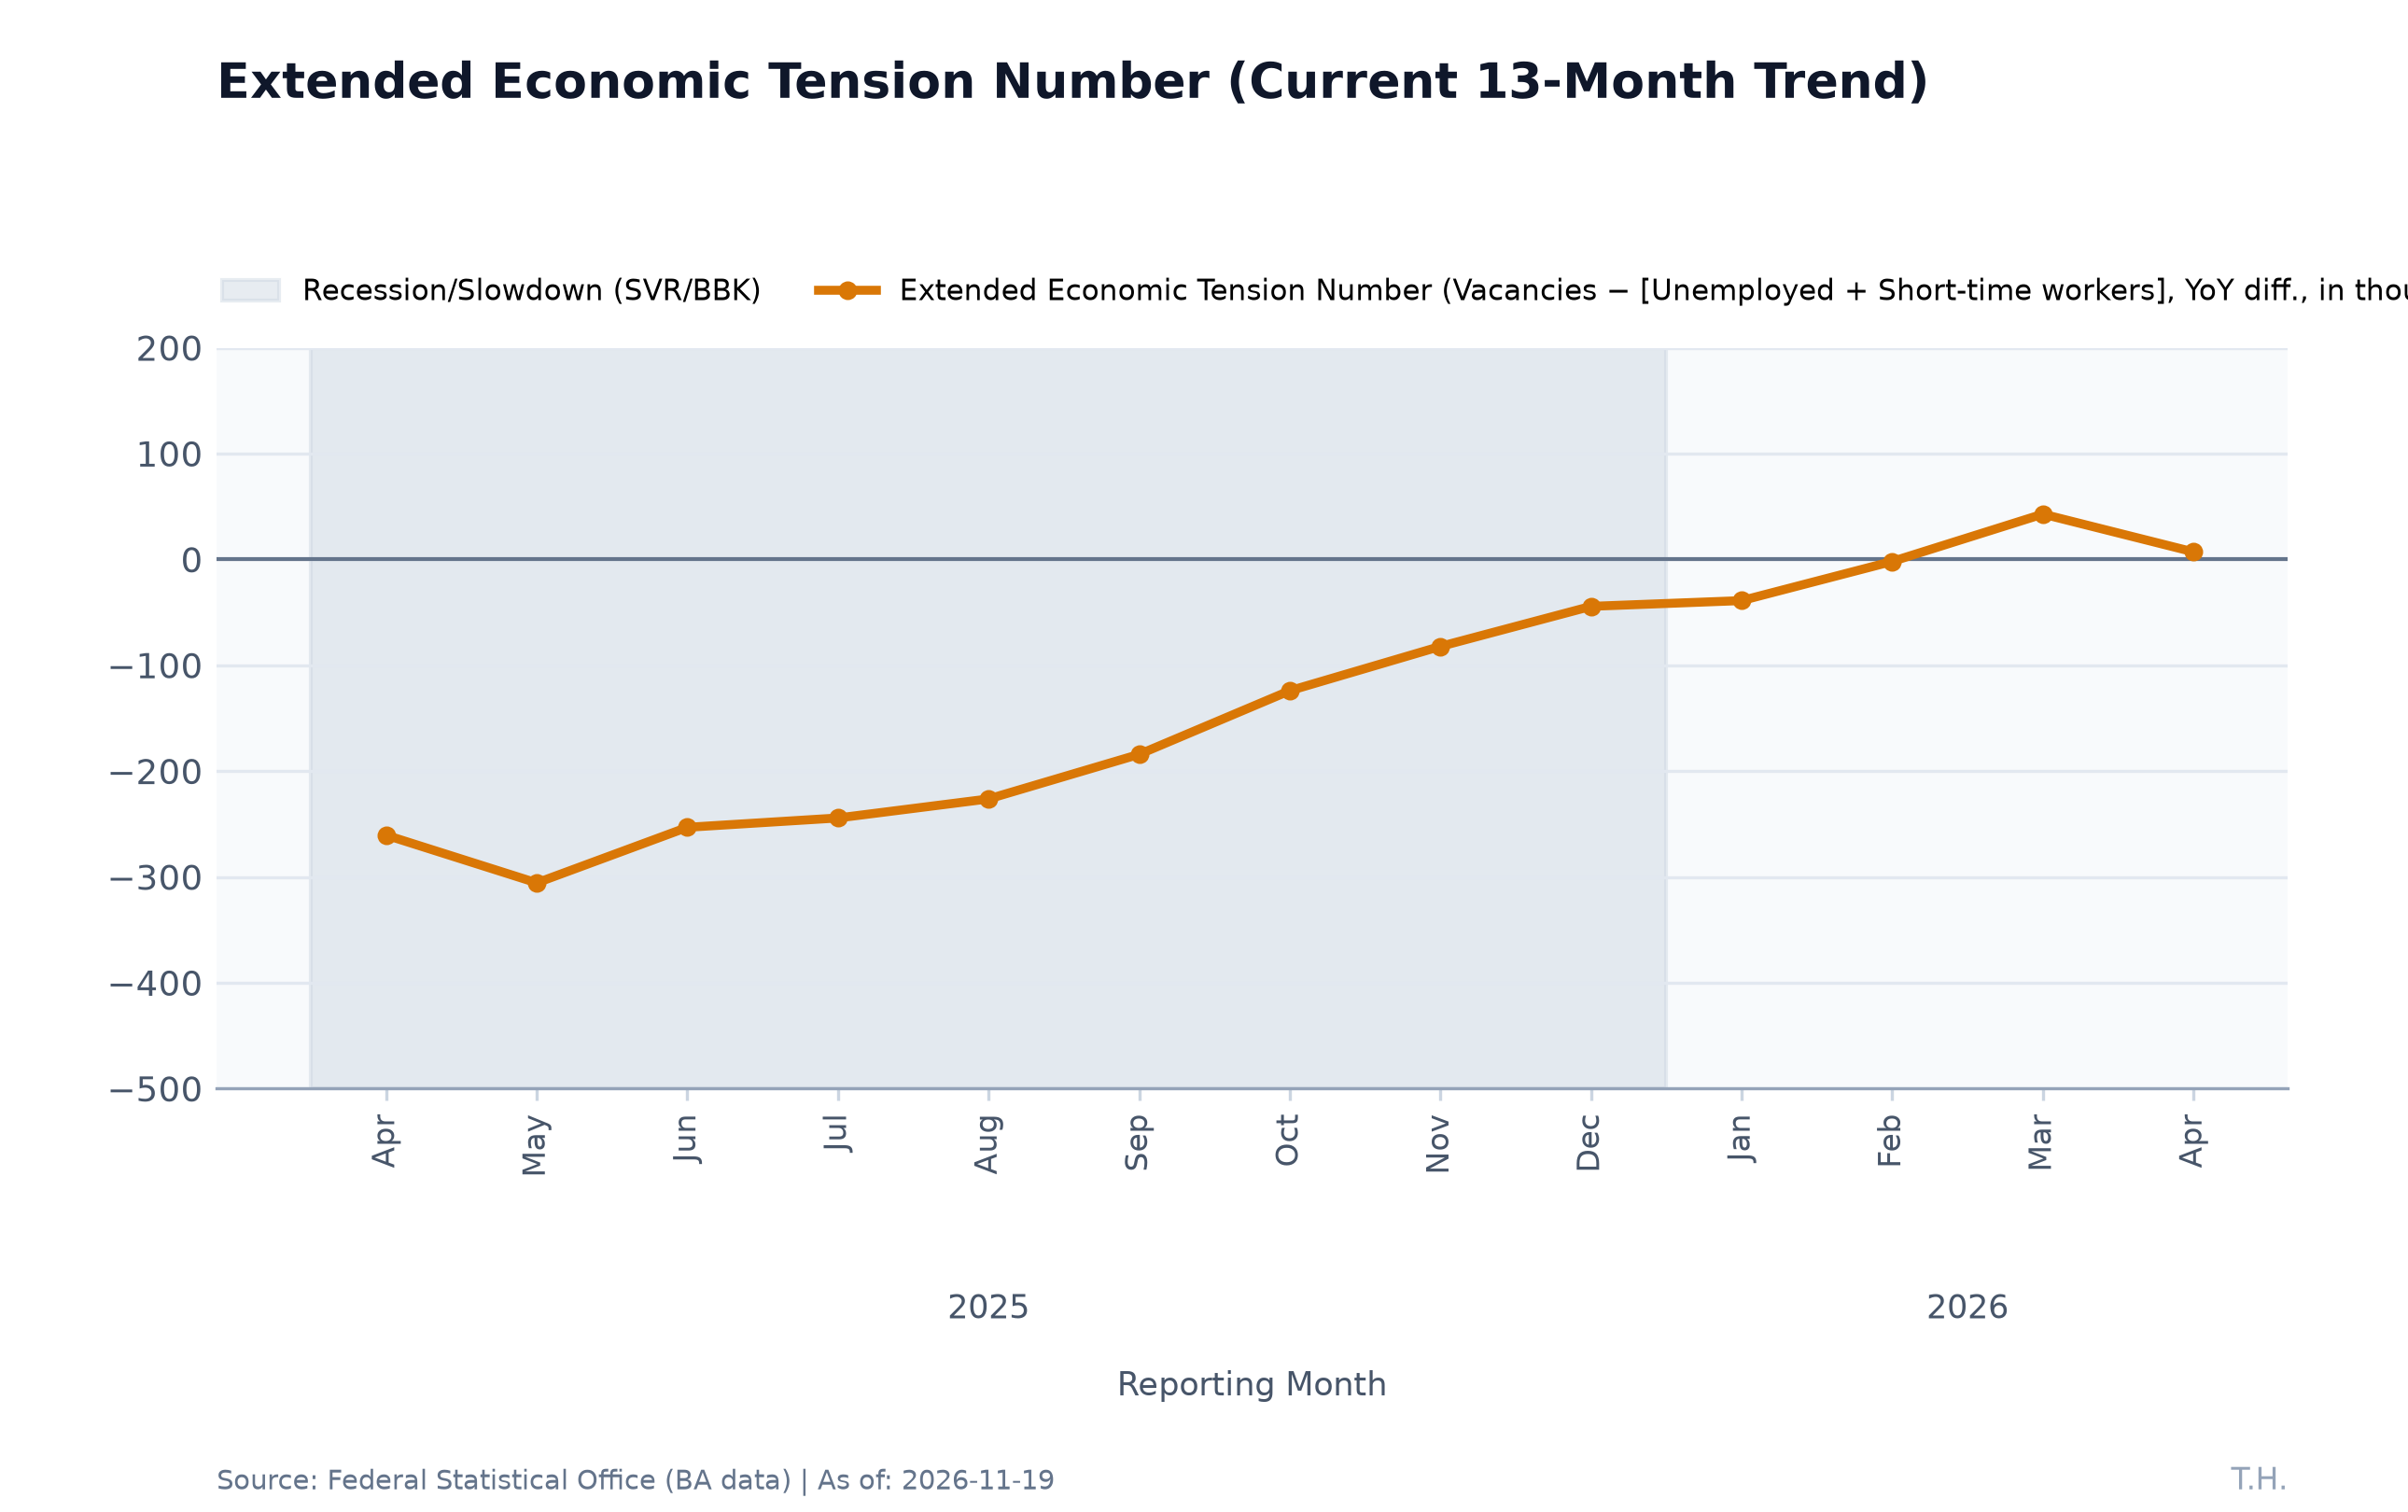 Extended Economic Tension Number (Current 13-Month Trend)
Recession/Slowdown (SVR/BBK)
Extended Economic Tension Number (Vacancies − [Unemployed + Short-time workers], YoY diff., in
200
100
0
−100
−200
−300
−400
−500
Apr
May
Jun
Jul
Aug
Sep
Oct
Nov
Dec
Jan
Feb
Mar
Apr
2025
2026
Reporting Month
Source: Federal Statistical Office (BA data) | As of: 2026-11-19
T.H.